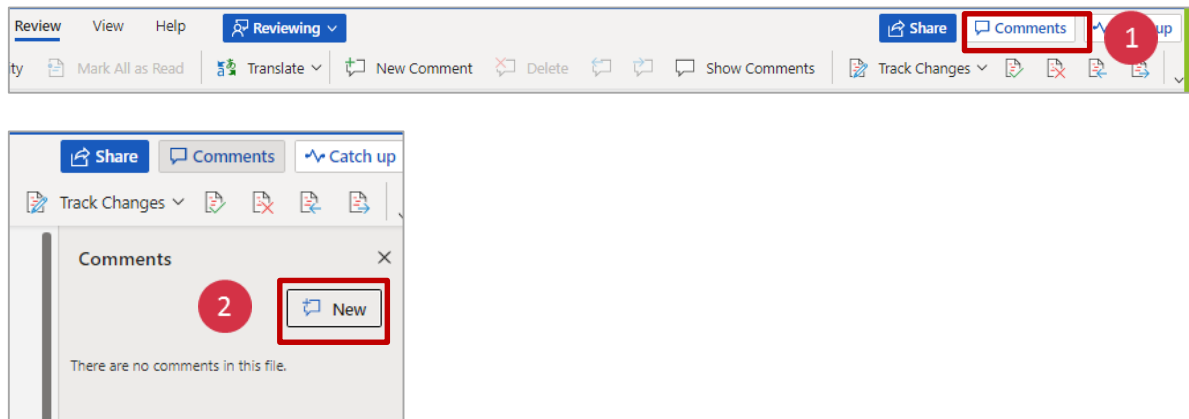 Review View Help Reviewing Share Comments up
ty Mark All as Read Translate New Comment Delete Show Comments Track Changes
1
Share Comments Catch up
Track Changes
Comments
2 New
There are no comments in this file.